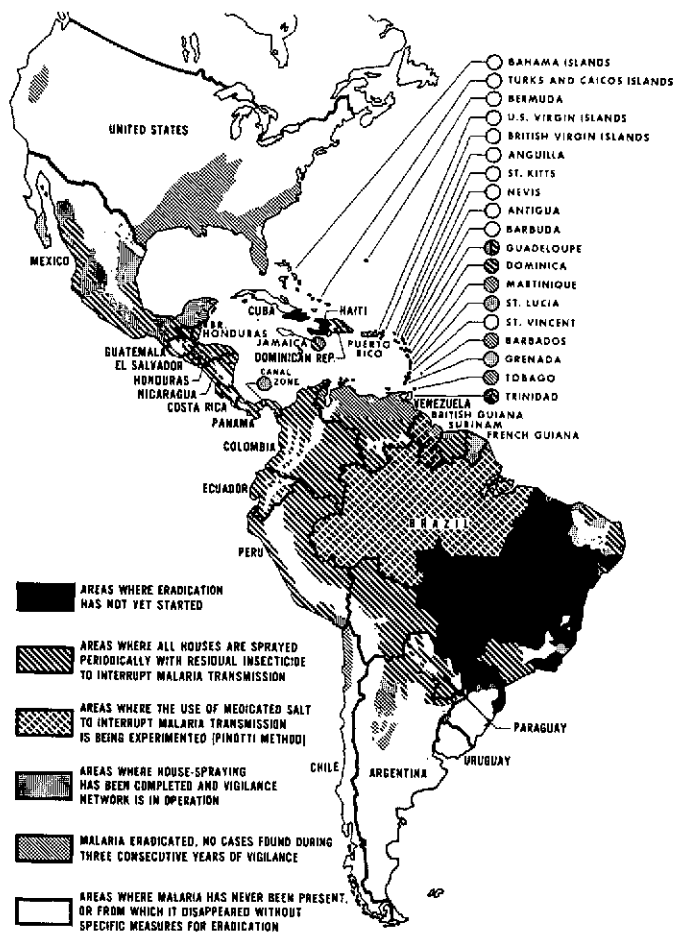 BAHAMA ISLANDS
TURKS AND CAICOS ISLANDS
BERMUDA
U.S. VIRGIN ISLANDS
BRITISH VIRGIN ISLANDS
ANGUILLA
ST. KITTS
NEVIS
ANTIGUA
BARBUDA
GUADELOUPE
DOMINICA
MARTINIQUE
ST. LUCIA
ST. VINCENT
BARBADOS
GRENADA
TOBAGO
TRINIDAD
UNITED STATES
MEXICO
CUBA
HAITI
BR.
HONDURAS
JAMAICA
DOMINICAN REP.
PUERTO
RICO
GUATEMALA
EL SALVADOR
HONDURAS
NICARAGUA
COSTA RICA
PANAMA
CANAL
ZONE
VENEZUELA
BRITISH GUIANA
SURINAM
FRENCH GUIANA
COLOMBIA
ECUADOR
BRAZIL
PERU
PARAGUAY
URUGUAY
CHILE
ARGENTINA
AREAS WHERE ERADICATION
HAS NOT YET STARTED
AREAS WHERE ALL HOUSES ARE SPRAYED
PERIODICALLY WITH RESIDUAL INSECTICIDE
TO INTERRUPT MALARIA TRANSMISSION
AREAS WHERE THE USE OF MEDICATED SALT
TO INTERRUPT MALARIA TRANSMISSION
IS BEING EXPERIMENTED (PINOTTI METHOD)
AREAS WHERE HOUSE-SPRAYING
HAS BEEN COMPLETED AND VIGILANCE
NETWORK IS IN OPERATION
MALARIA ERADICATED, NO CASES FOUND DURING
THREE CONSECUTIVE YEARS OF VIGILANCE
AREAS WHERE MALARIA HAS NEVER BEEN PRESENT,
OR FROM WHICH IT DISAPPEARED WITHOUT
SPECIFIC MEASURES FOR ERADICATION